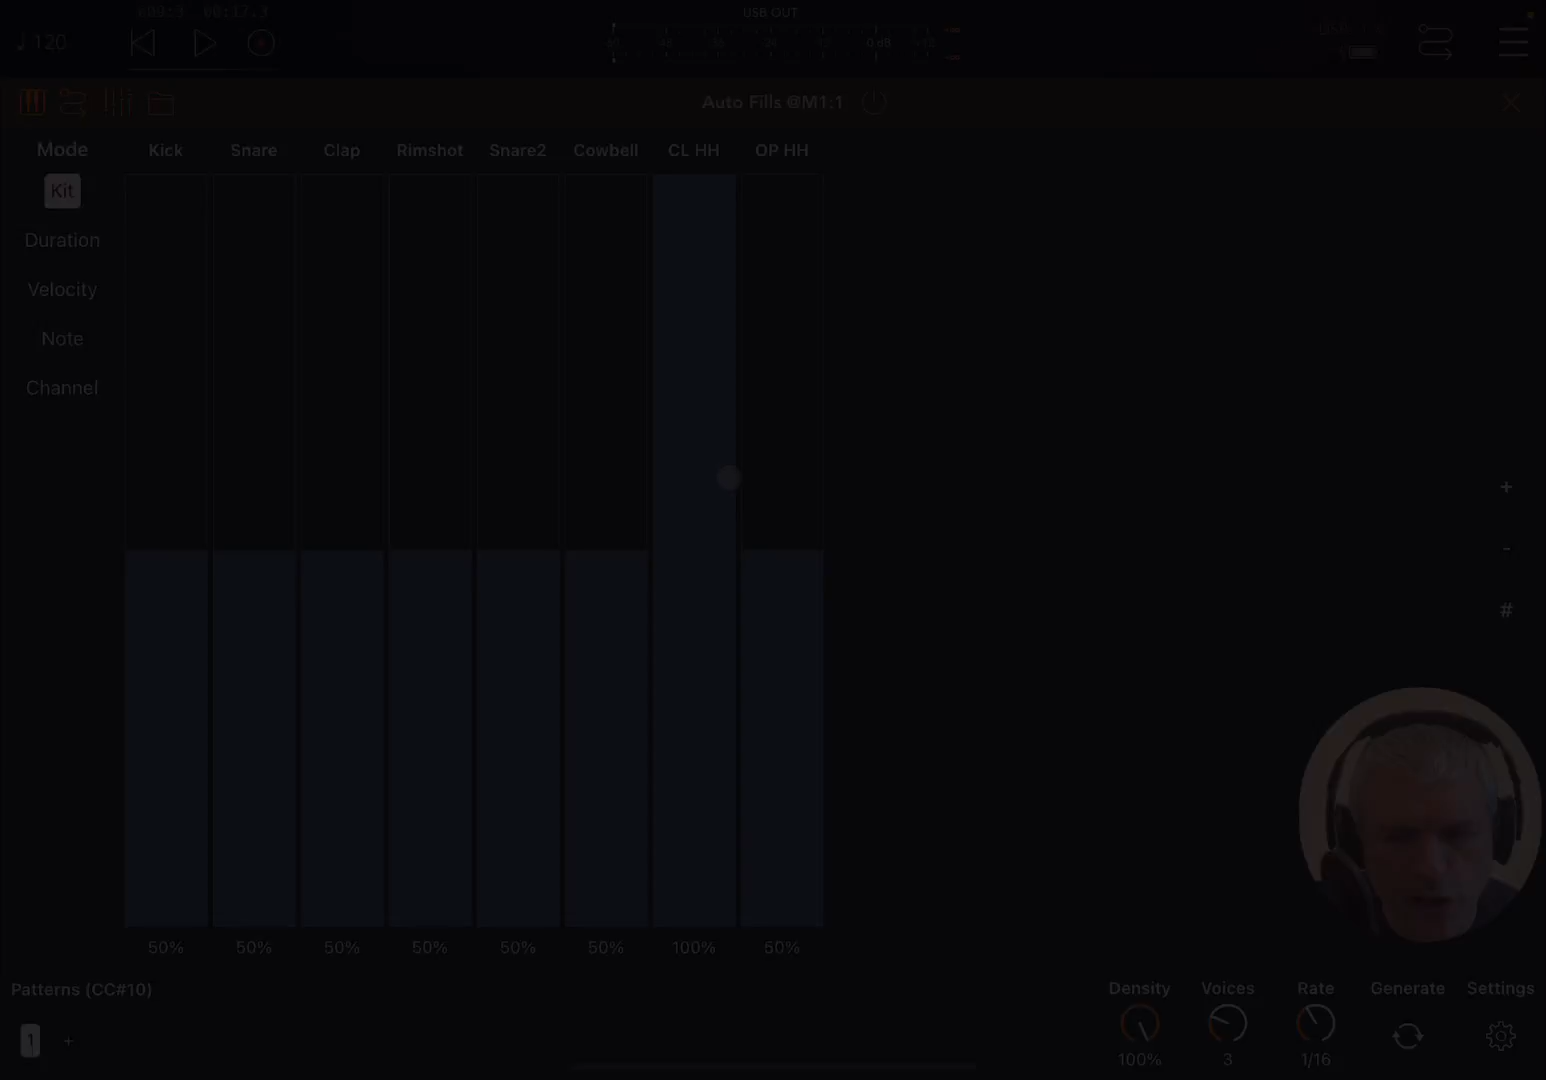 USB OUT
120
Auto Fills @M1:1
Mode
Kick Snare Clap Rimshot Snare2 Cowbell CL HH OP HH
Kit
Duration
Velocity
Note
Channel
+
-
#
50% 50% 50% 50% 50% 50% 100% 50%
Patterns (CC#10)
Density Voices Rate Generate Settings
1 +
100% 3 1/16